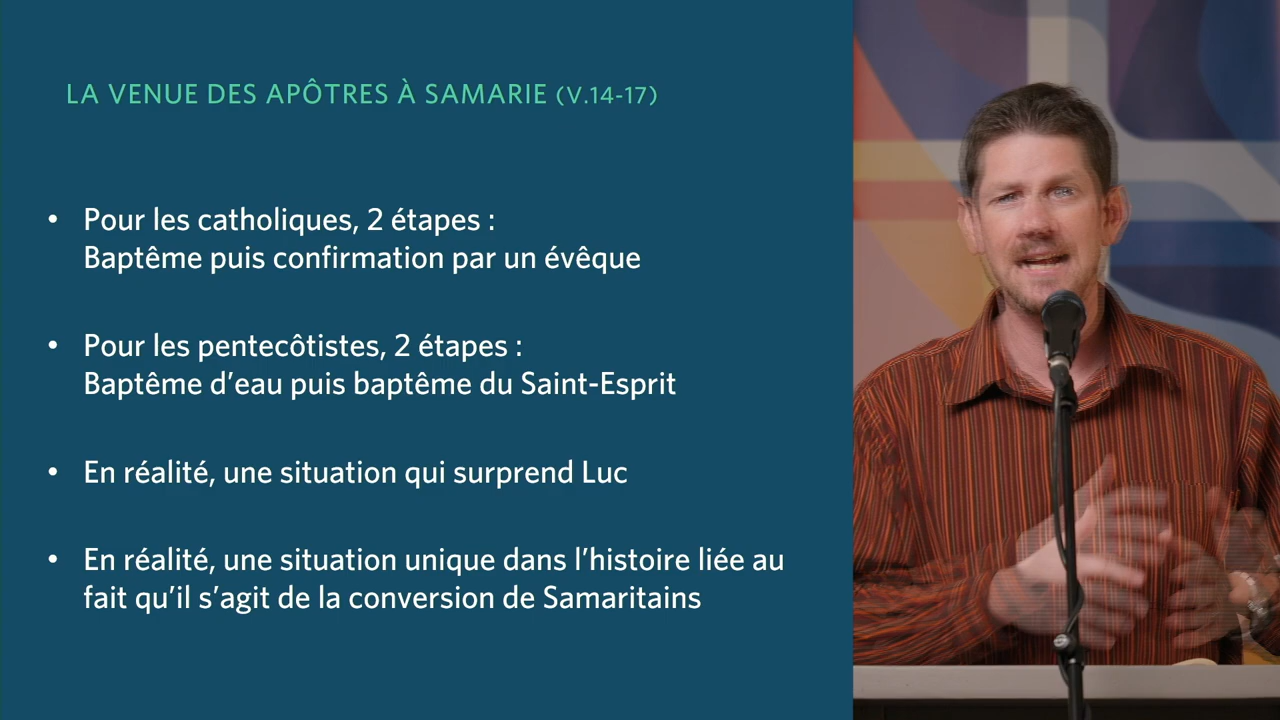 LA VENUE DES APÔTRES À SAMARIE (V.14-17)
• Pour les catholiques, 2 étapes :
Baptême puis confirmation par un évêque
• Pour les pentecôtistes, 2 étapes :
Baptême d’eau puis baptême du Saint-Esprit
• En réalité, une situation qui surprend Luc
• En réalité, une situation unique dans l’histoire liée au
fait qu’il s’agit de la conversion de Samaritains